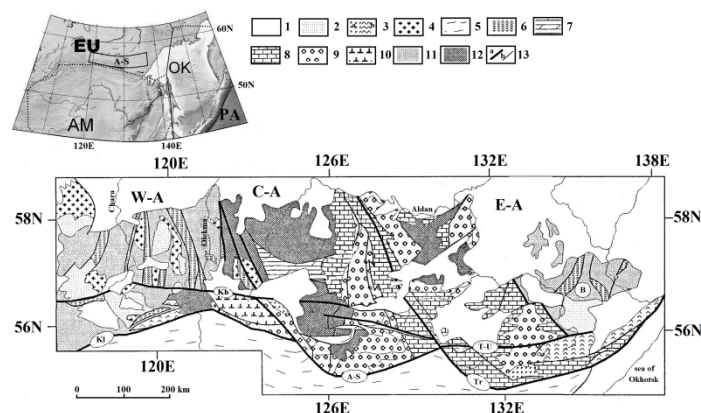 EU
60N
A-S
OK
50N
AM
PA
120E
140E
1 2 3 4 5 6 7
8 9 10 11 12 13
120E 126E 132E 138E
W-A C-A E-A
Chara
Olekma
Aldan
58N 58N
56N 56N
Kh
Kl
B
T-U
A-S
Tr
sea of
Okhotsk
120E
126E 132E
0 100 200 km